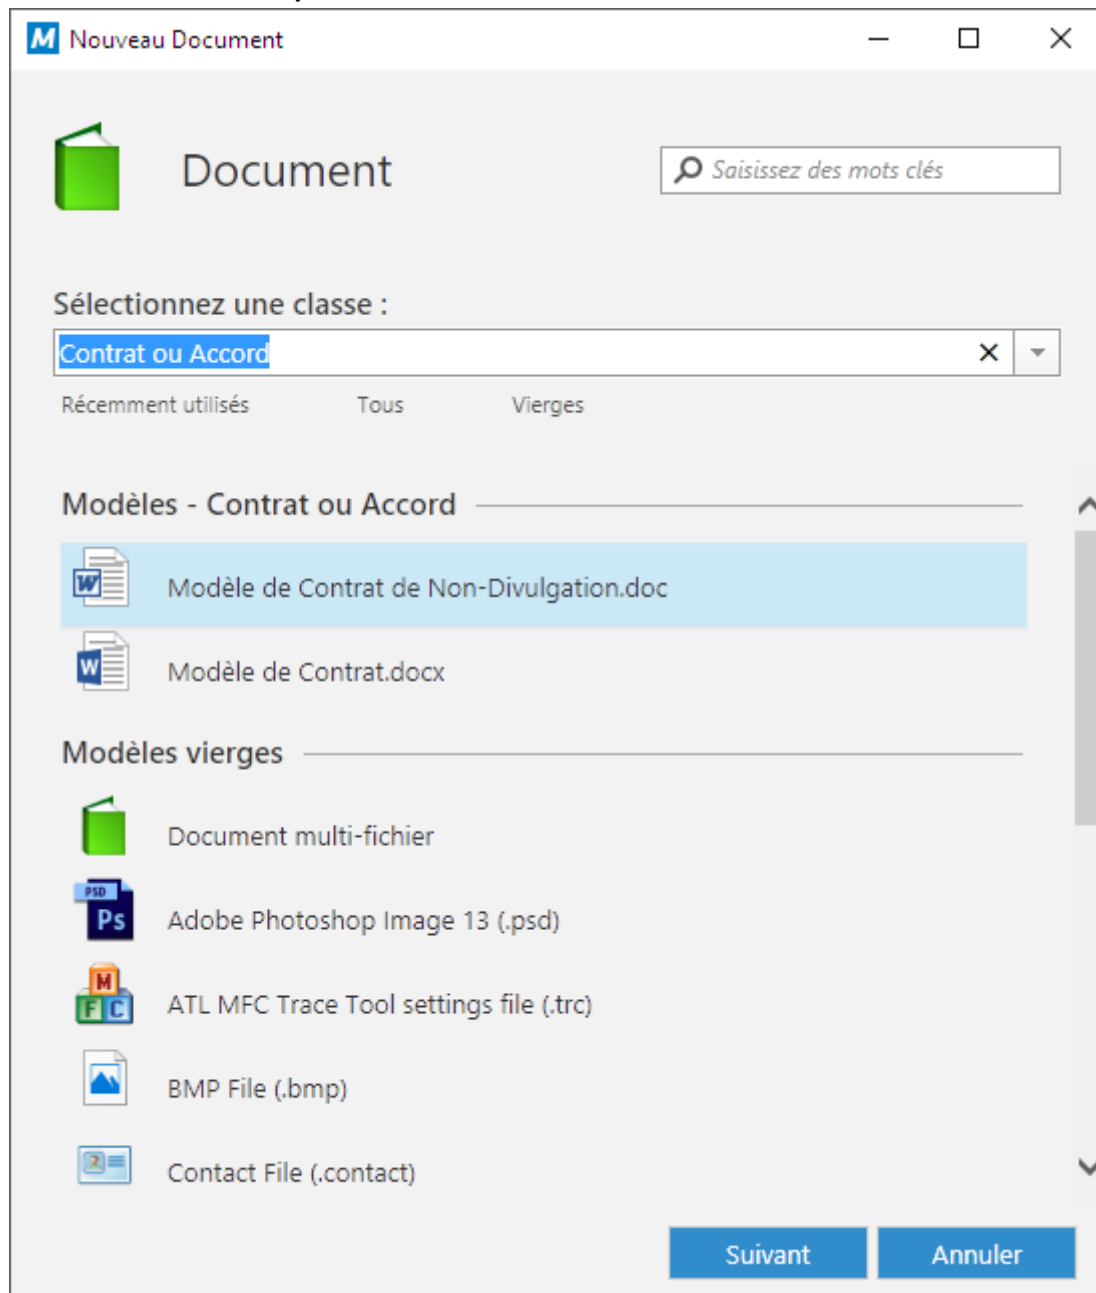 M Nouveau Document
Document
Saisissez des mots clés
Sélectionnez une classe :
Contrat ou Accord
Récemment utilisés Tous Vierges
Modèles - Contrat ou Accord
W Modèle de Contrat de Non-Divulgation.doc
W Modèle de Contrat.docx
Modèles vierges
Document multi-fichier
PSD
Ps Adobe Photoshop Image 13 (.psd)
M
F C ATL MFC Trace Tool settings file (.trc)
BMP File (.bmp)
Contact File (.contact)
Suivant Annuler